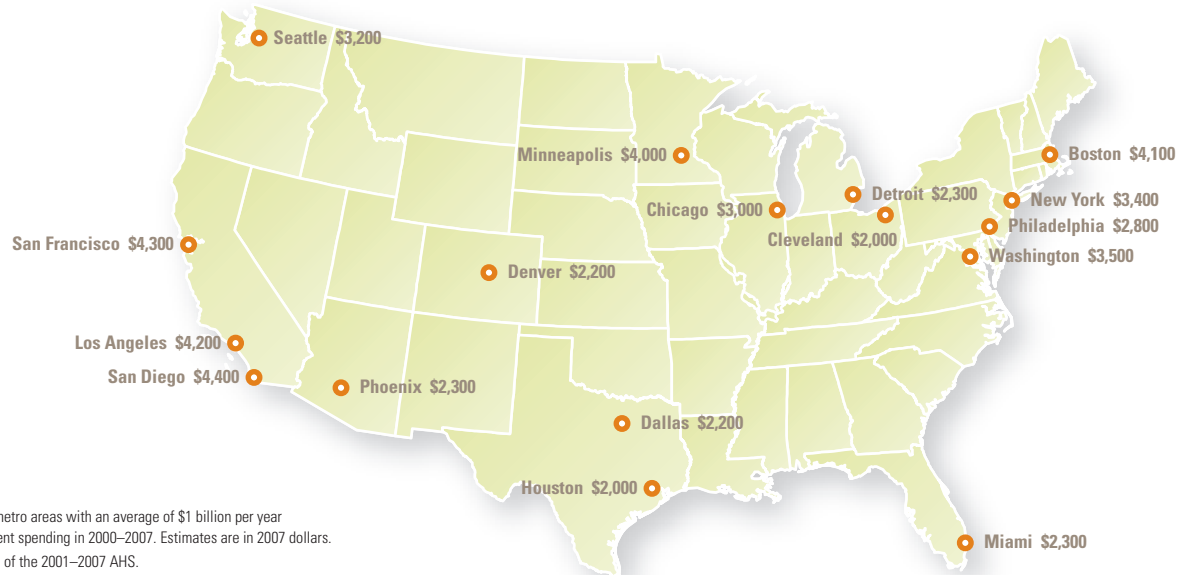 Seattle $3,200
Minneapolis $4,000
Boston $4,100
Detroit $2,300
New York $3,400
Chicago $3,000
Philadelphia $2,800
Cleveland $2,000
San Francisco $4,300
Washington $3,500
Denver $2,200
Los Angeles $4,200
San Diego $4,400
Phoenix $2,300
Dallas $2,200
Houston $2,000
metro areas with an average of $1 billion per year
ent spending in 2000–2007. Estimates are in 2007 dollars.
of the 2001–2007 AHS.
Miami $2,300